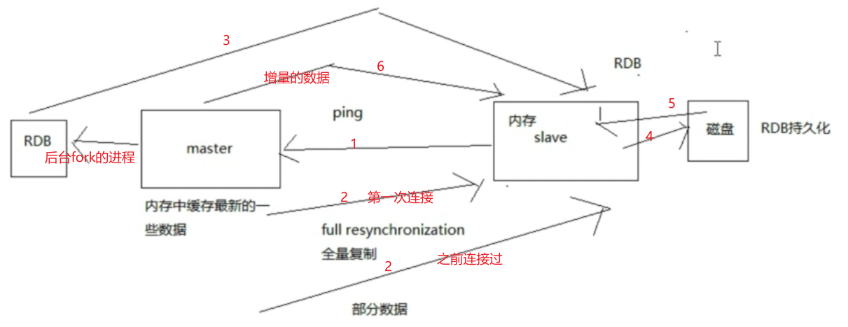 3
RDB
增量的数据
6
ping
5
内存
slave
RDB
master
后台fork的进程
1
4
磁盘
RDB持久化
内存中缓存最新的一
些数据
2
第一次连接
full resynchronization
全量复制
2
之前连接过
部分数据